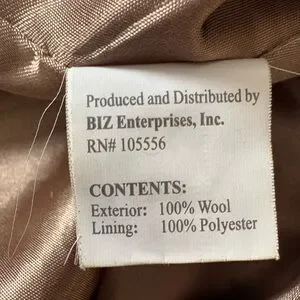 Produced and Distributed by
BIZ Enterprises, Inc.
RN# 105556
CONTENTS:
Exterior: 100% Wool
Lining: 100% Polyester